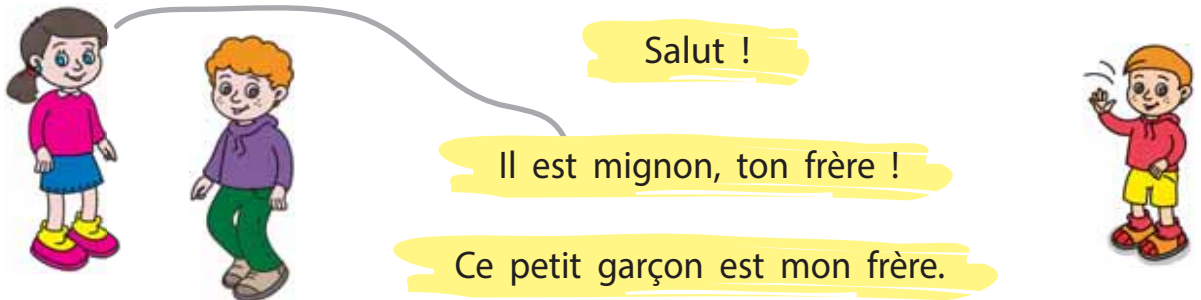 Salut !
Il est mignon, ton frère !
Ce petit garçon est mon frère.